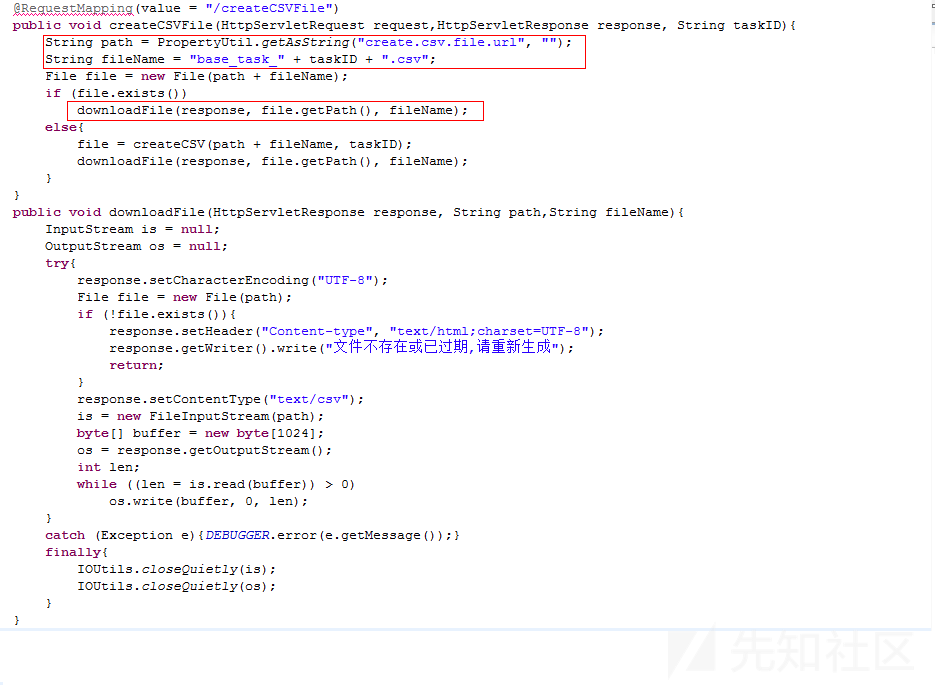 @RequestMapping(value = "/createCSVFile")
public void createCSVFile(HttpServletRequest request,HttpServletResponse response, String taskID){
String path = PropertyUtil.getAsString("create.csv.file.url", "");
String fileName = "base_task_" + taskID + ".csv";
File file = new File(path + fileName);
if (file.exists())
downloadFile(response, file.getPath(), fileName);
else{
file = createCSV(path + fileName, taskID);
downloadFile(response, file.getPath(), fileName);
}
}
public void downloadFile(HttpServletResponse response, String path,String fileName){
InputStream is = null;
OutputStream os = null;
try{
response.setCharacterEncoding("UTF-8");
File file = new File(path);
if (!file.exists()){
response.setHeader("Content-type", "text/html;charset=UTF-8");
response.getWriter().write("文件不存在或已过期,请重新生成");
return;
}
response.setContentType("text/csv");
is = new FileInputStream(path);
byte[] buffer = new byte[1024];
os = response.getOutputStream();
int len;
while ((len = is.read(buffer)) > 0)
os.write(buffer, 0, len);
}
catch (Exception e){DEBUGGER.error(e.getMessage());}
finally{
IOUtils.closeQuietly(is);
IOUtils.closeQuietly(os);
}
}
先知社区